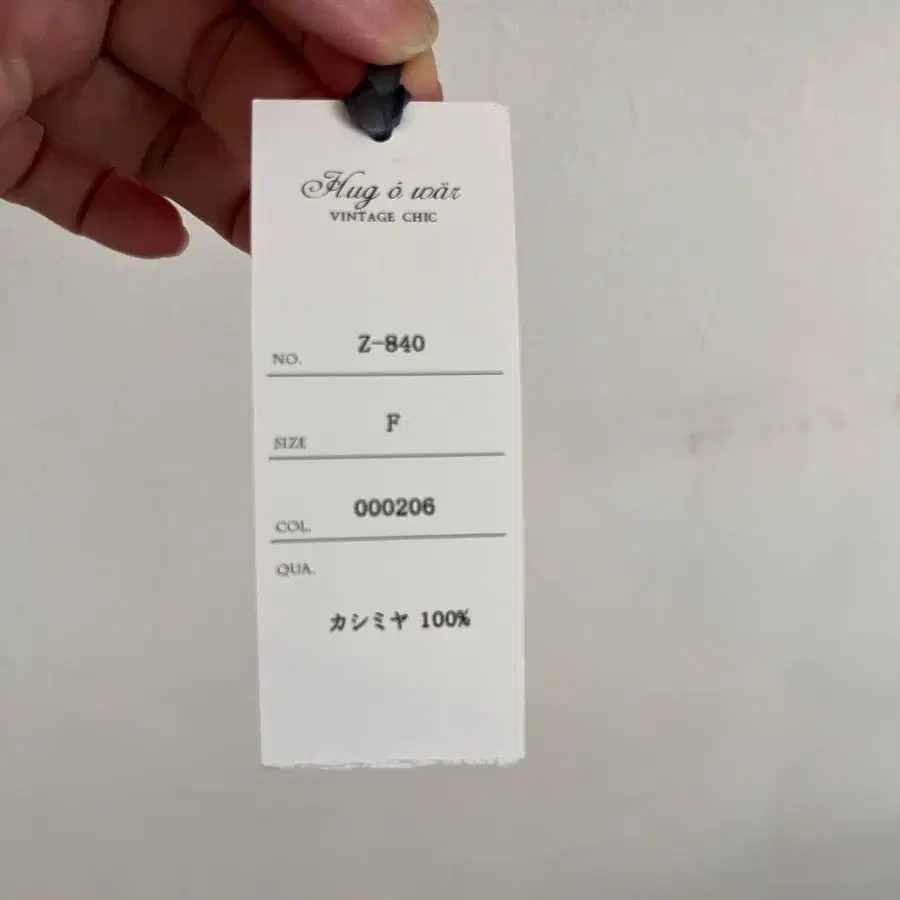 Hug ō wär
VINTAGE CHIC
NO. Z-840
SIZE F
COL. 000206
QUA.
カシミヤ 100%